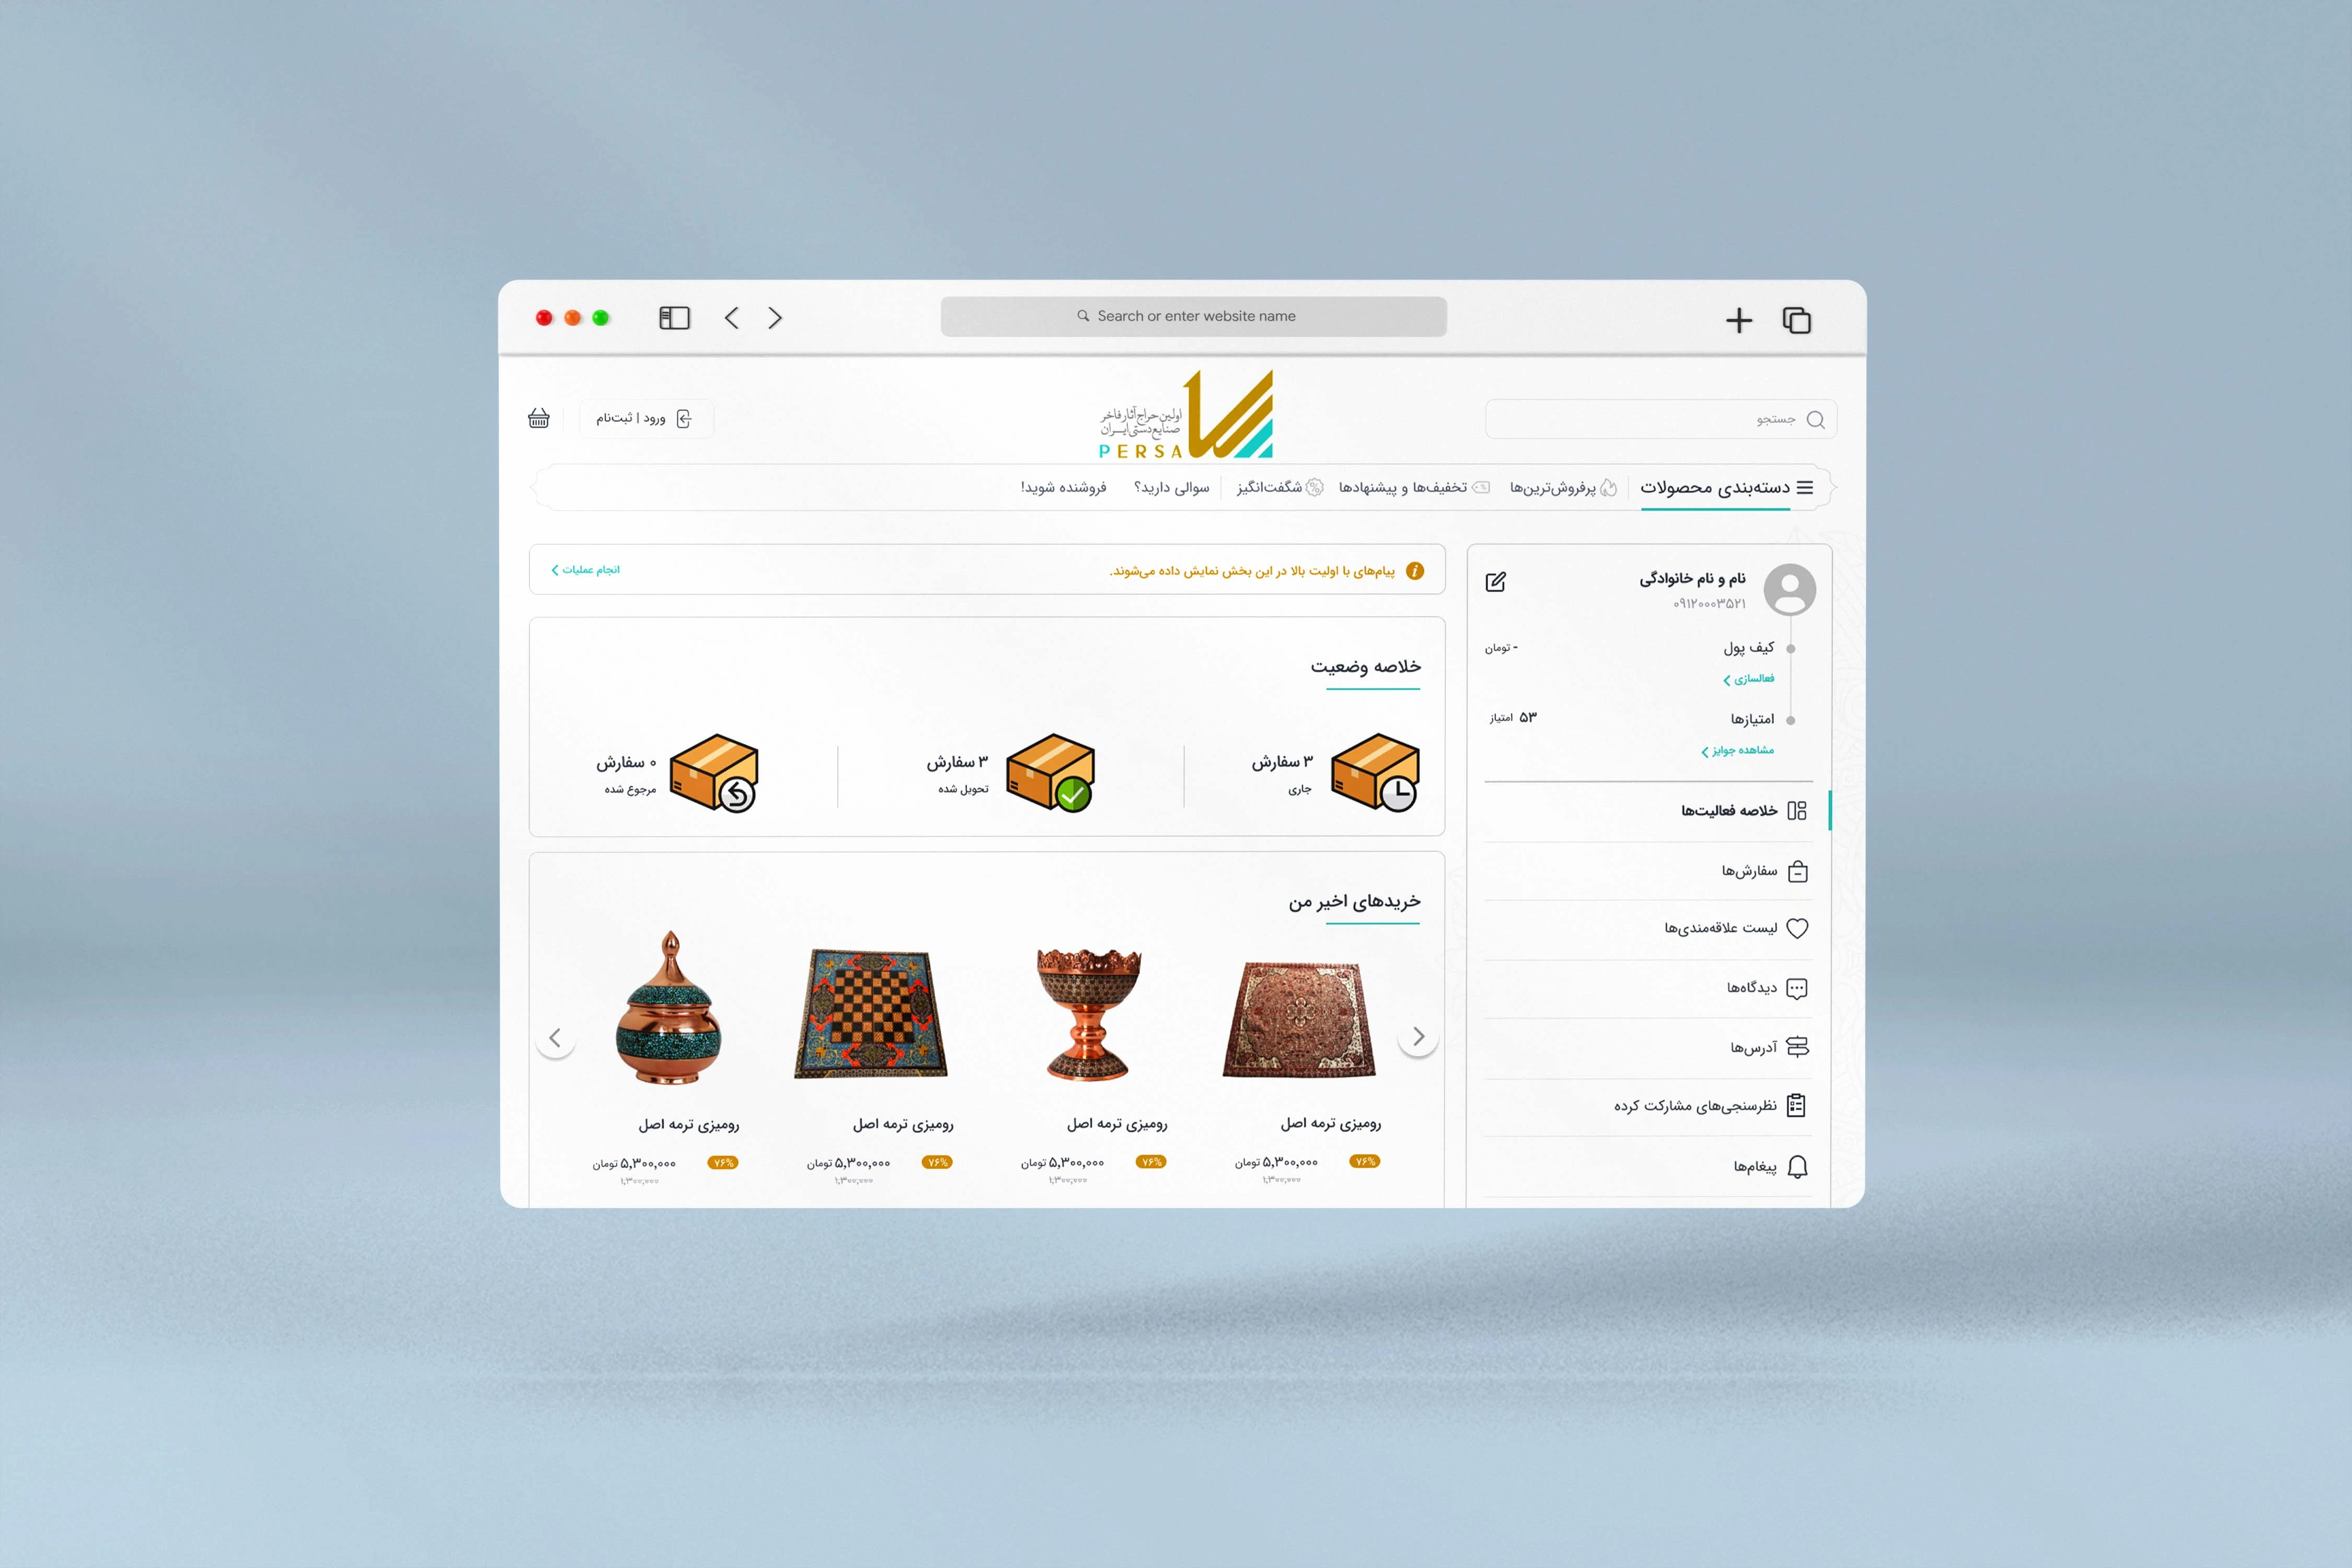 Search or enter website name
جستجو
اولین حراج آثار فاخر
صنایع‌دستی ایران
PERSA
ورود | ثبت‌نام
دسته‌بندی محصولات
پرفروش‌ترین‌ها
تخفیف‌ها و پیشنهادها
شگفت‌انگیز
سوالی دارید؟
فروشنده شوید!
نام و نام خانوادگی
۰۹۱۲۰۰۰۳۵۲۱
کیف پول
- تومان
فعالسازی
امتیازها
۵۳ امتیاز
مشاهده جوایز
خلاصه فعالیت‌ها
سفارش‌ها
لیست علاقه‌مندی‌ها
دیدگاه‌ها
آدرس‌ها
نظرسنجی‌های مشارکت کرده
پیغام‌ها
پیام‌های با اولیت بالا در این بخش نمایش داده می‌شوند.
انجام عملیات
خلاصه وضعیت
۳ سفارش
جاری
۳ سفارش
تحویل شده
۰ سفارش
مرجوع شده
خریدهای اخیر من
رومیزی ترمه اصل
۷۶%
۵,۳۰۰,۰۰۰ تومان
۱,۳۰۰,۰۰۰
رومیزی ترمه اصل
۷۶%
۵,۳۰۰,۰۰۰ تومان
۱,۳۰۰,۰۰۰
رومیزی ترمه اصل
۷۶%
۵,۳۰۰,۰۰۰ تومان
۱,۳۰۰,۰۰۰
رومیزی ترمه اصل
۷۶%
۵,۳۰۰,۰۰۰ تومان
۱,۳۰۰,۰۰۰